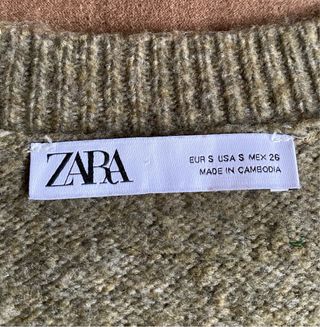 ZARA
EUR S USA S MEX 26
MADE IN CAMBODIA